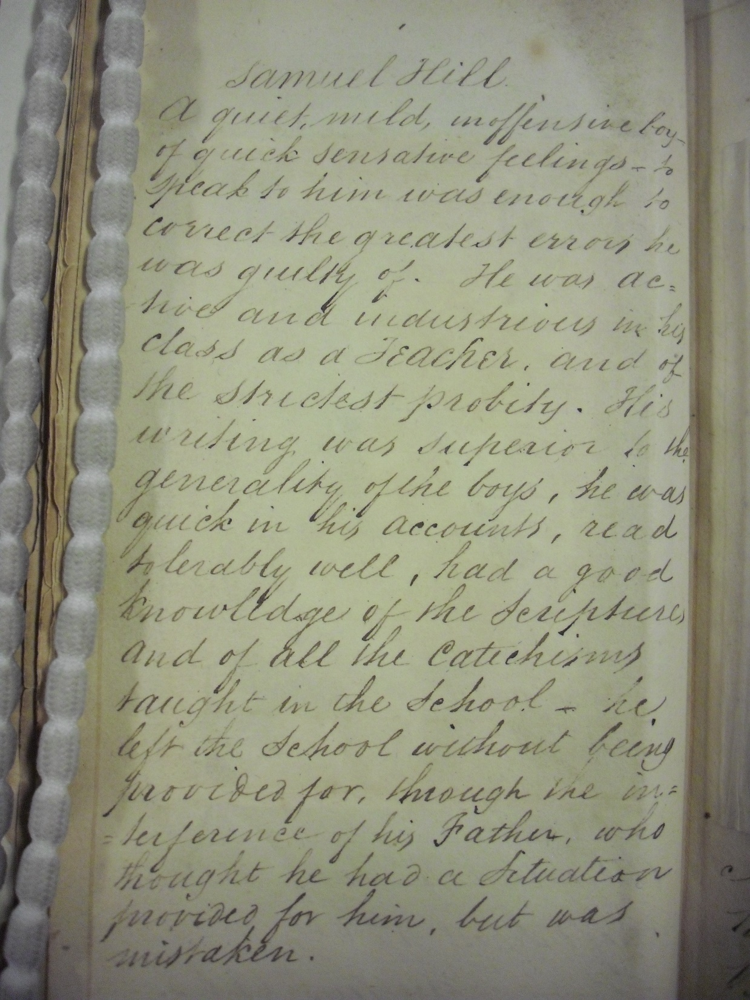 Samuel Hill.
A quiet, mild, inoffensive boy-
of quick sensative feelings - to
speak to him was enough to
correct the greatest errors he
was guilty of. He was ac=
tive and industrious in his
class as a Teacher, and of
the strictest probity. His
writing was superior to the
generality of the boys, he was
quick in his accounts, read
tolerably well, had a good
knowledge of the Scriptures
and of all the Catechisms
taught in the School - he
left the School without being
provided for, through the in=
=terference of his Father, who
thought he had a Situation
provided for him, but was
mistaken.